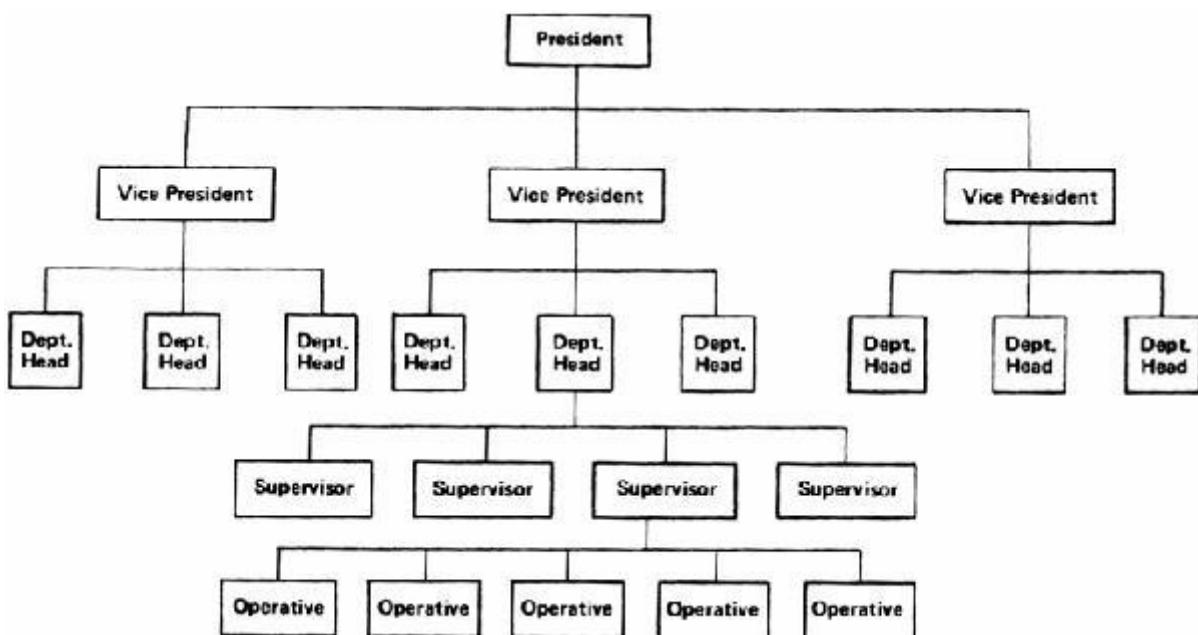 President
Vice President
Vice President
Vice President
Dept.
Head
Dept.
Head
Dept.
Head
Dept.
Head
Dept.
Head
Dept.
Head
Dept.
Head
Dept.
Head
Dept.
Head
Supervisor
Supervisor
Supervisor
Supervisor
Operative
Operative
Operative
Operative
Operative